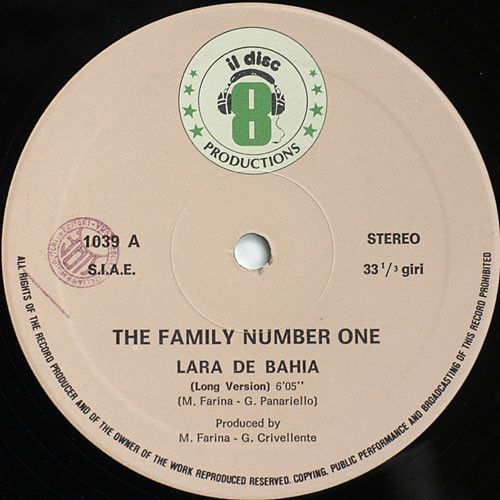 il disc
8
PRODUCTIONS
1039 A
STEREO
S.I.A.E.
33 1/3 giri
THE FAMILY NUMBER ONE
LARA DE BAHIA
(Long Version) 6'05''
(M. Farina - G. Panariello)
Produced by
M. Farina - G. Crivellente
ALL RIGHTS OF THE RECORD PRODUCER AND OF THE OWNER OF THE WORK REPRODUCED RESERVED. COPYING, PUBLIC PERFORMANCE AND BROADCASTING OF THIS RECORD PROHIBITED